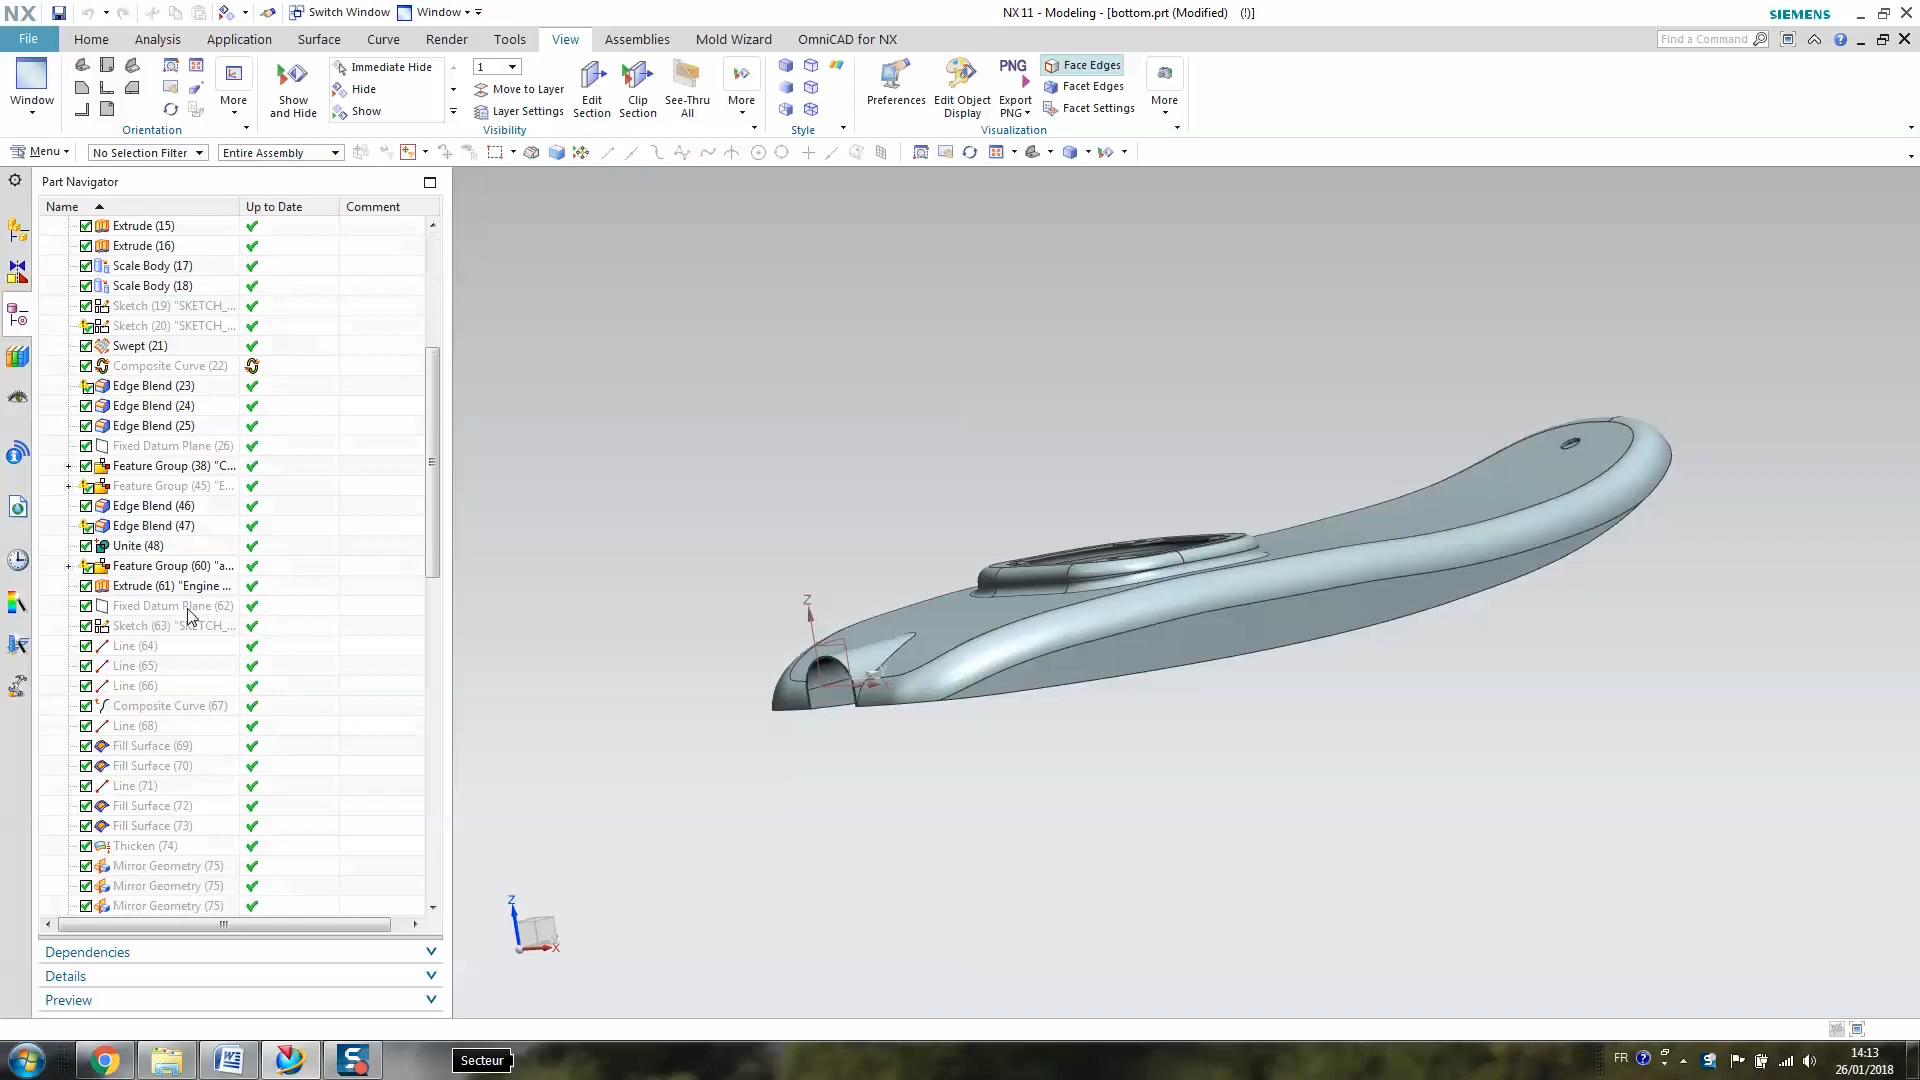 NX
Switch Window
Window
NX 11 - Modeling - [bottom.prt (Modified) (!)]
SIEMENS
File
Home
Analysis
Application
Surface
Curve
Render
Tools
View
Assemblies
Mold Wizard
OmniCAD for NX
Find a Command
Window
More
Orientation
Show and Hide
Immediate Hide
Hide
Show
1
Move to Layer
Layer Settings
Edit Section
Clip Section
See-Thru All
More
Visibility
Style
Preferences
Edit Object Display
PNG
Export PNG
Face Edges
Facet Edges
Facet Settings
More
Visualization
Menu
No Selection Filter
Entire Assembly
Part Navigator
Name
Up to Date
Comment
Extrude (15)
Extrude (16)
Scale Body (17)
Scale Body (18)
Sketch (19) "SKETCH_...
Sketch (20) "SKETCH_...
Swept (21)
Composite Curve (22)
Edge Blend (23)
Edge Blend (24)
Edge Blend (25)
Fixed Datum Plane (26)
Feature Group (38) "C...
Feature Group (45) "E...
Edge Blend (46)
Edge Blend (47)
Unite (48)
Feature Group (60) "a...
Extrude (61) "Engine ...
Fixed Datum Plane (62)
Sketch (63) "SKETCH_...
Line (64)
Line (65)
Line (66)
Composite Curve (67)
Line (68)
Fill Surface (69)
Fill Surface (70)
Line (71)
Fill Surface (72)
Fill Surface (73)
Thicken (74)
Mirror Geometry (75)
Mirror Geometry (75)
Mirror Geometry (75)
Dependencies
Details
Preview
Z
Z
X
Secteur
FR
14:13
26/01/2018